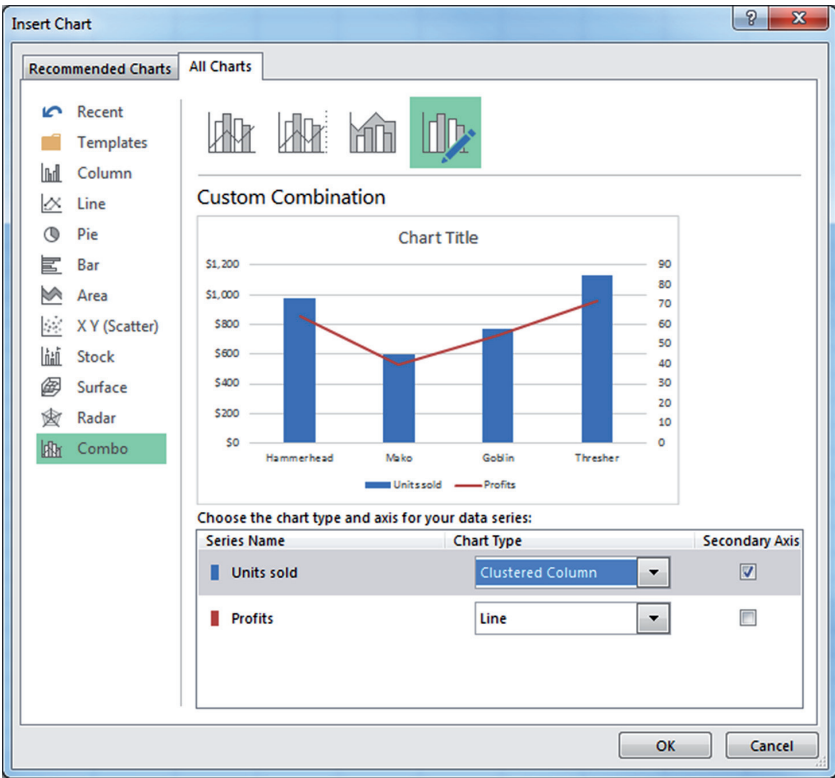 Insert Chart
?
X
Recommended Charts
All Charts
Recent
Templates
Column
Line
Pie
Bar
Area
X Y (Scatter)
Stock
Surface
Radar
Combo
Custom Combination
Chart Title
$1,200
$1,000
$800
$600
$400
$200
$0
90
80
70
60
50
40
30
20
10
0
Hammerhead Mako Goblin Thresher
Units sold Profits
Choose the chart type and axis for your data series:
Series Name Chart Type Secondary Axis
Units sold Clustered Column
Profits Line
OK Cancel